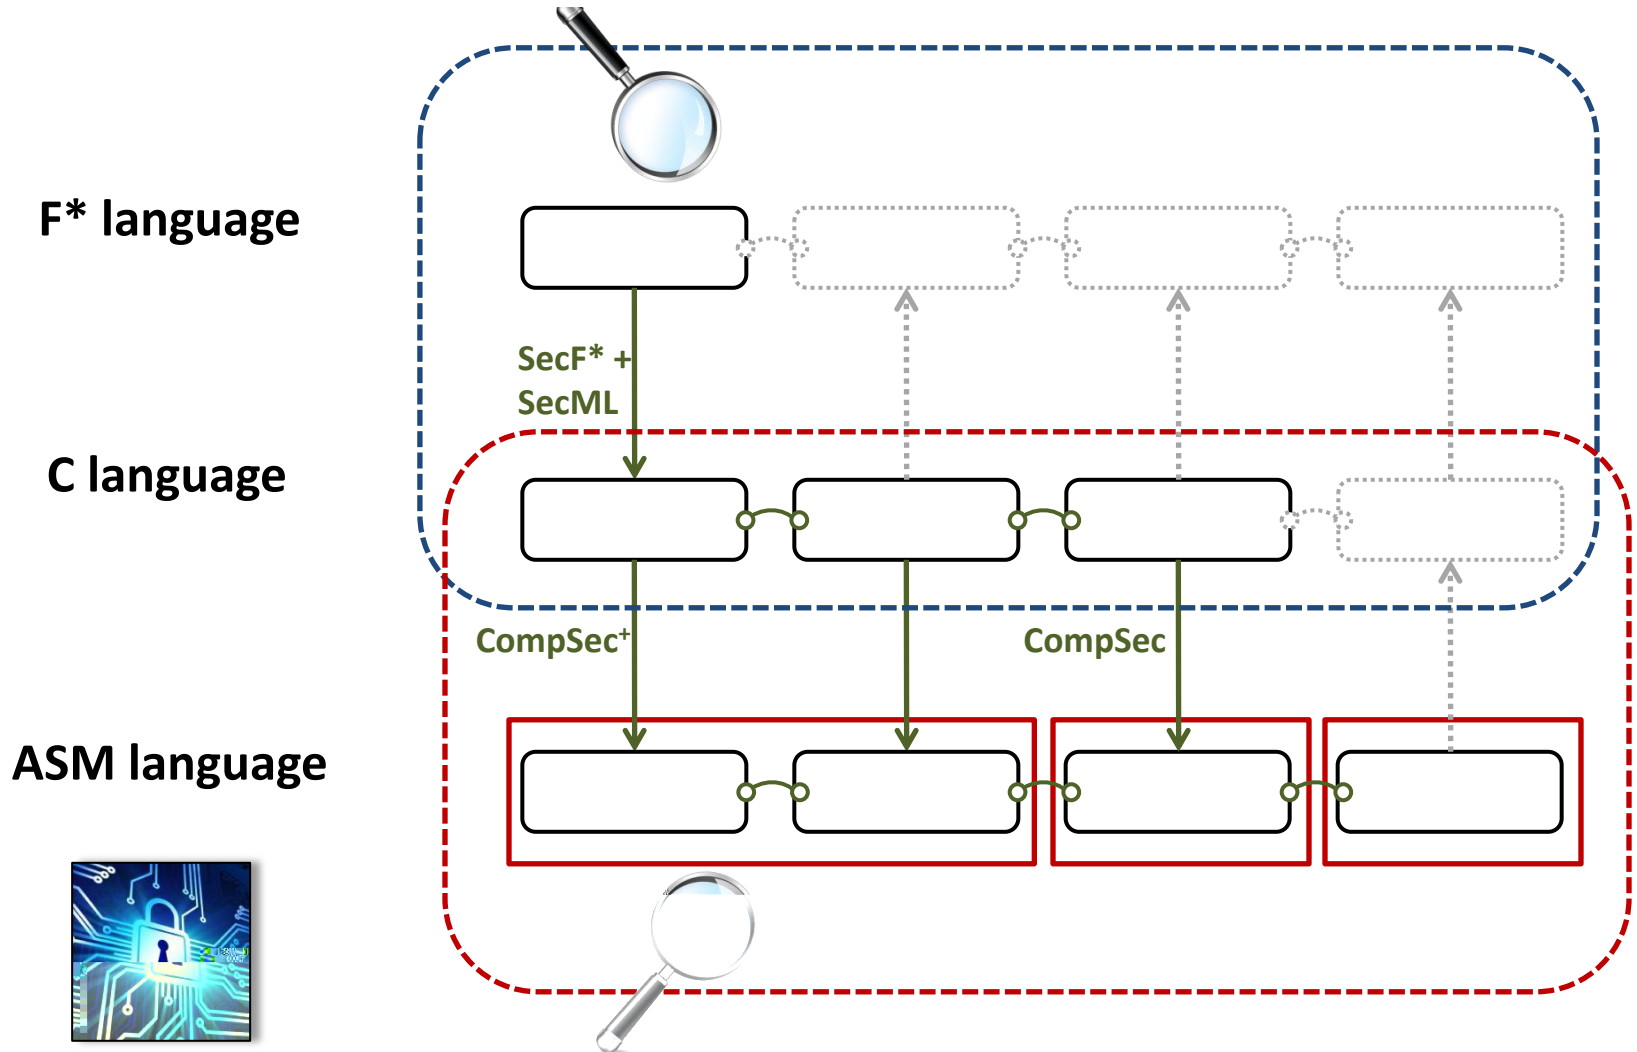 F* language
SecF* +
SecML
C language
CompSec⁺
CompSec
ASM language